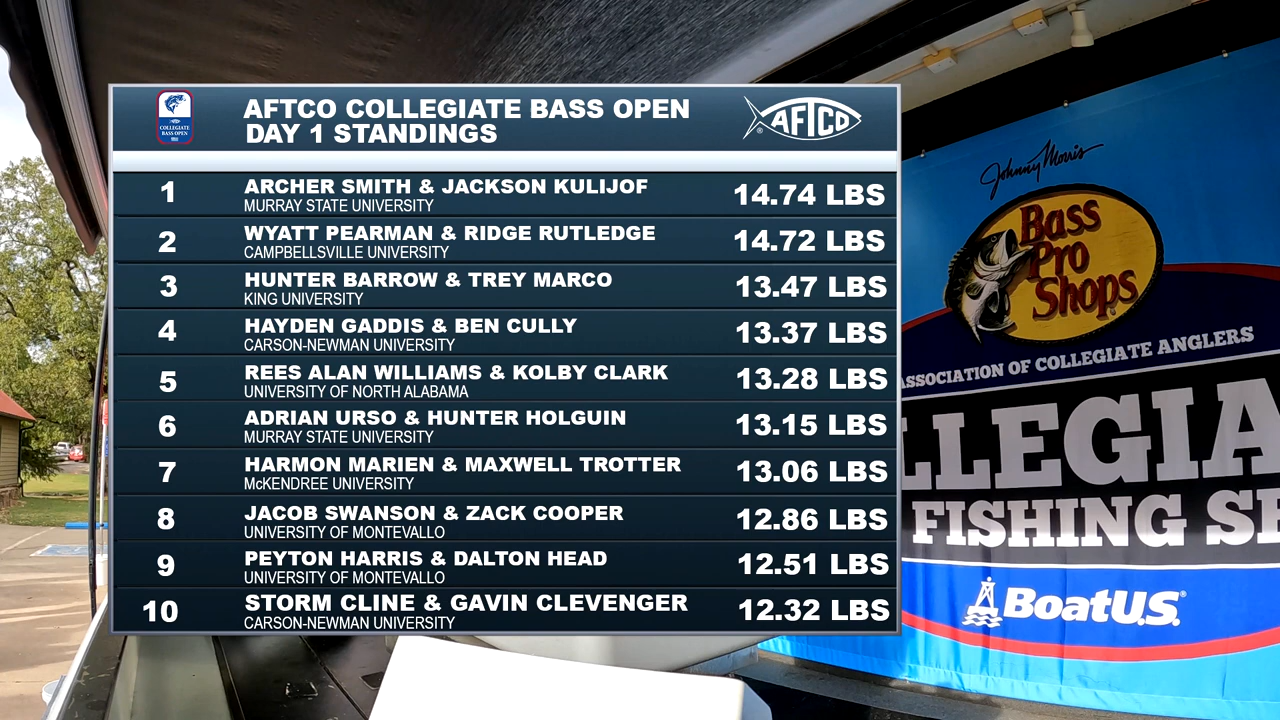 AFTCO COLLEGIATE BASS OPEN
DAY 1 STANDINGS
COLLEGIATE
BASS OPEN
AFTCO
®
1 ARCHER SMITH & JACKSON KULIJOF 14.74 LBS
MURRAY STATE UNIVERSITY
2 WYATT PEARMAN & RIDGE RUTLEDGE 14.72 LBS
CAMPBELLSVILLE UNIVERSITY
3 HUNTER BARROW & TREY MARCO 13.47 LBS
KING UNIVERSITY
4 HAYDEN GADDIS & BEN CULLY 13.37 LBS
CARSON-NEWMAN UNIVERSITY
5 REES ALAN WILLIAMS & KOLBY CLARK 13.28 LBS
UNIVERSITY OF NORTH ALABAMA
6 ADRIAN URSO & HUNTER HOLGUIN 13.15 LBS
MURRAY STATE UNIVERSITY
7 HARMON MARIEN & MAXWELL TROTTER 13.06 LBS
McKENDREE UNIVERSITY
8 JACOB SWANSON & ZACK COOPER 12.86 LBS
UNIVERSITY OF MONTEVALLO
9 PEYTON HARRIS & DALTON HEAD 12.51 LBS
UNIVERSITY OF MONTEVALLO
10 STORM CLINE & GAVIN CLEVENGER 12.32 LBS
CARSON-NEWMAN UNIVERSITY
Johnny Morris
Bass
Pro
Shops
ASSOCIATION OF COLLEGIATE ANGLERS
LLEGIA
FISHING SE
BoatU.S.®